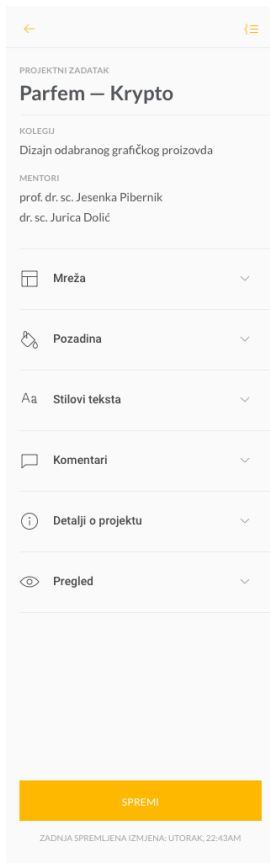 PROJEKTNI ZADATAK
Parfem — Krypto
KOLEGIJ
Dizajn odabranog grafičkog proizovda
MENTORI
prof. dr. sc. Jesenka Pibernik
dr. sc. Jurica Dolić
Mreža
Pozadina
Aa Stilovi teksta
Komentari
Detalji o projektu
Pregled
SPREMI
ZADNJA SPREMLJENA IZMJENA: UTORAK, 22:43AM